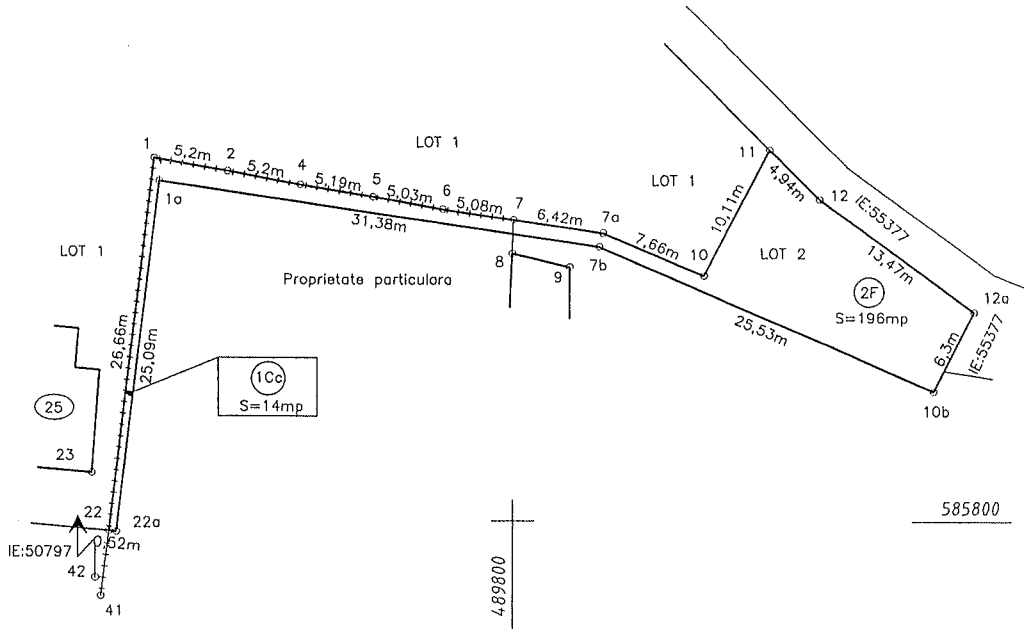 LOT 1
1
5,2m
2
5,2m
4
5,19m
5
5,03m
6
5,08m
7
6,42m
7a
7,66m
10
10,11m
11
4,94m
12
IE:55377
13,47m
12a
LOT 1
LOT 2
2F
S=196mp
6,3m
IE:55377
10b
25,53m
7b
1a
31,38m
8
9
Proprietate particulara
LOT 1
26,66m
25,09m
1Cc
S=14mp
25
23
22
22a
0,52m
IE:50797
42
41
489800
585800